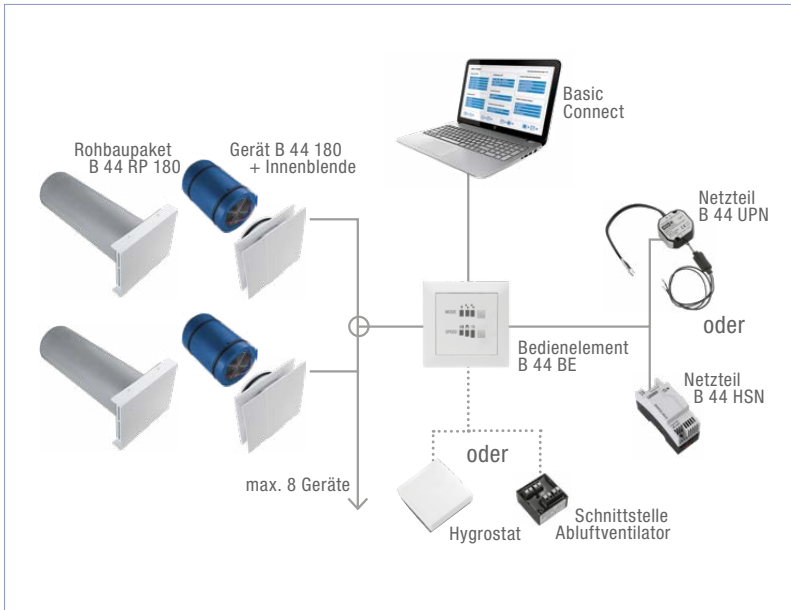 Basic
Connect
Rohbaupaket
B 44 RP 180
Gerät B 44 180
+ Innenblende
Netzteil
B 44 UPN
oder
Bedienelement
B 44 BE
Netzteil
B 44 HSN
oder
max. 8 Geräte
Hygrostat
Schnittstelle
Abluftventilator